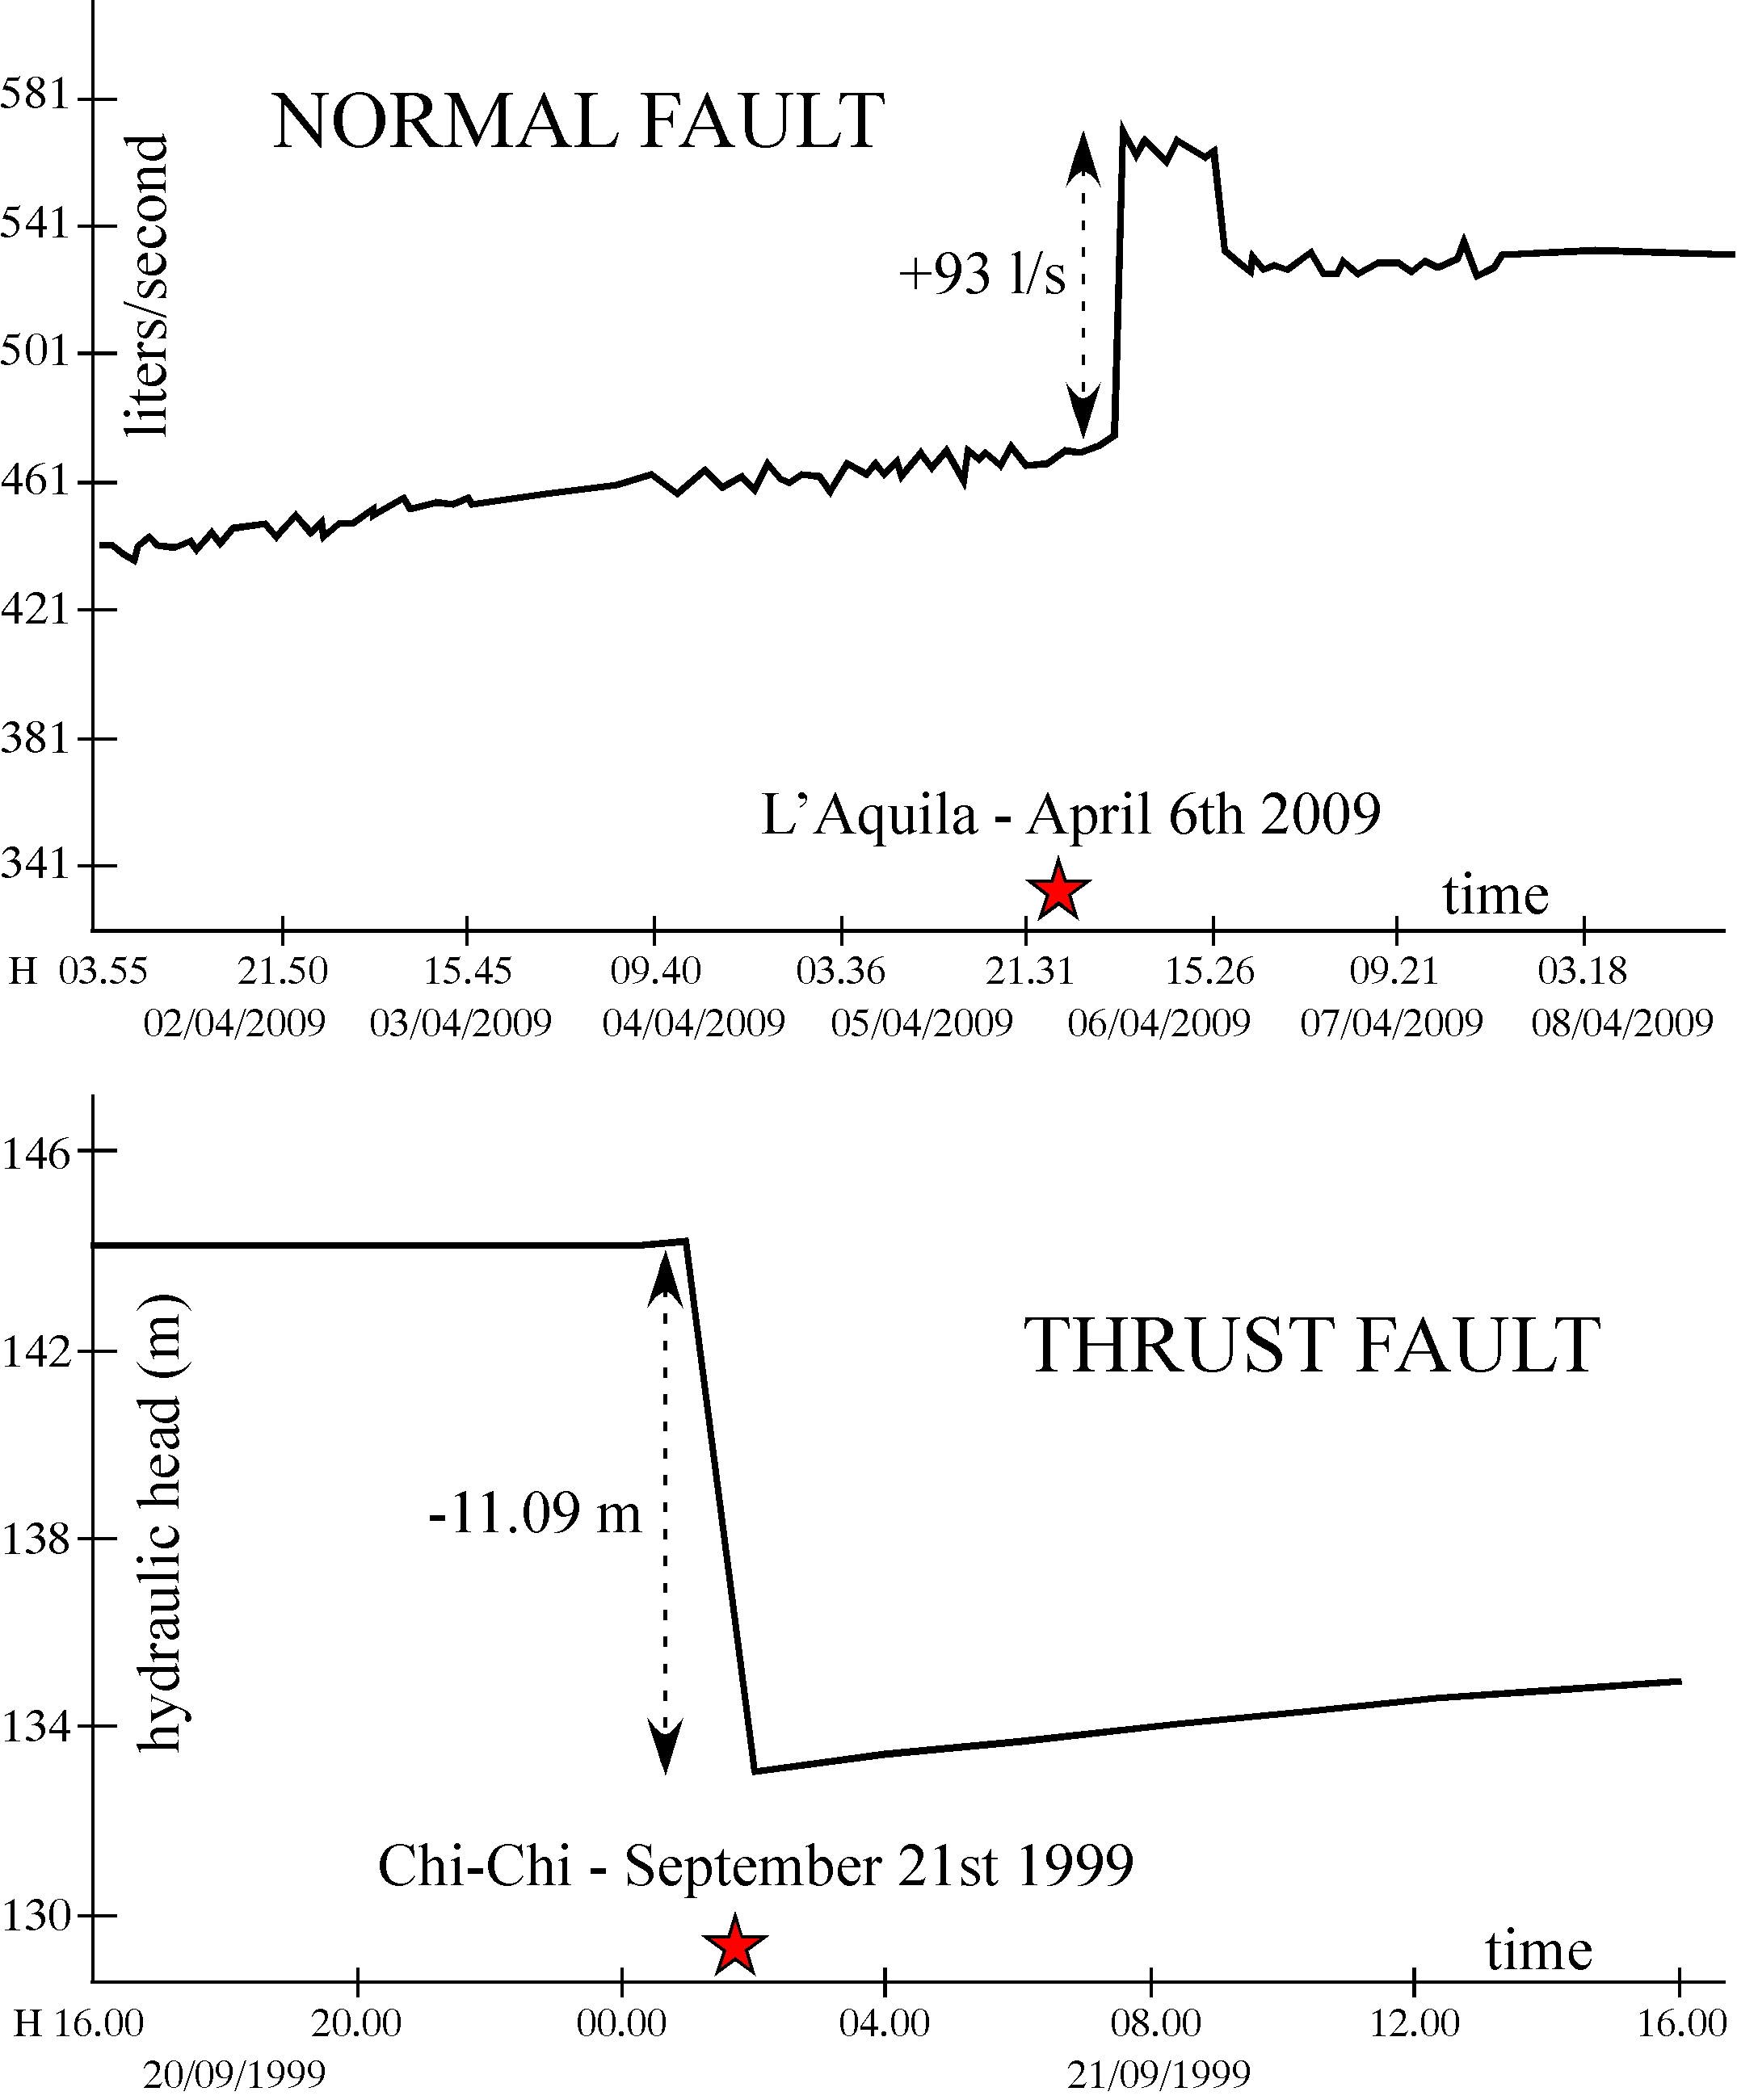 581
NORMAL FAULT
541
liters/second
+93 l/s
501
461
421
381
L’Aquila - April 6th 2009
341
time
H 03.55 21.50 15.45 09.40 03.36 21.31 15.26 09.21 03.18
02/04/2009 03/04/2009 04/04/2009 05/04/2009 06/04/2009 07/04/2009 08/04/2009
146
142
THRUST FAULT
hydraulic head (m)
-11.09 m
138
134
Chi-Chi - September 21st 1999
130
time
H 16.00 20.00 00.00 04.00 08.00 12.00 16.00
20/09/1999 21/09/1999